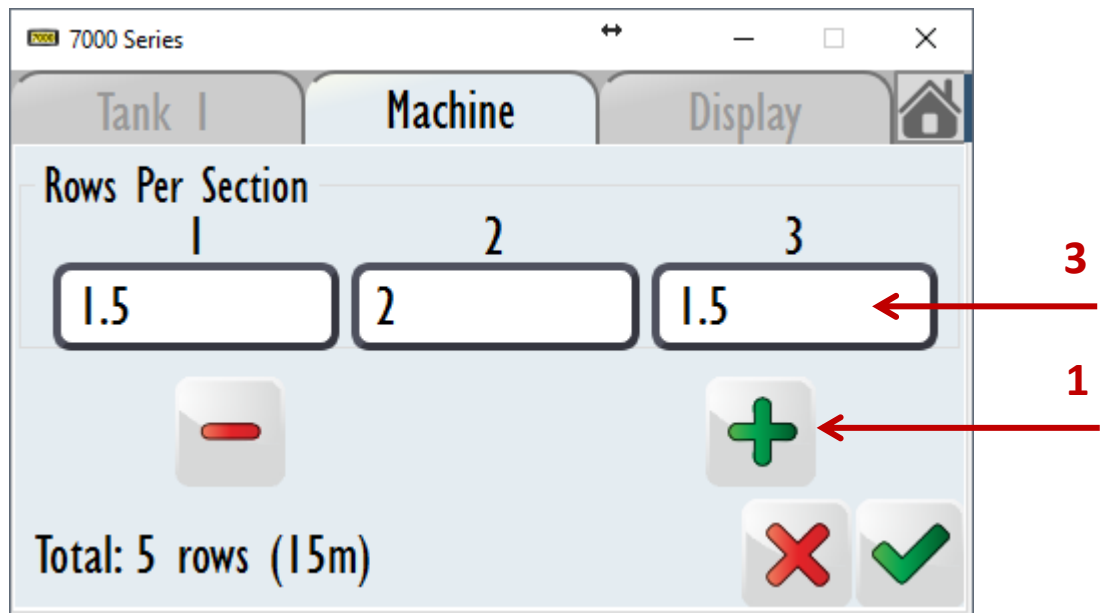 7000 7000 Series
Tank 1 Machine Display
Rows Per Section
1 2 3
1.5 2 1.5
3
1
Total: 5 rows (15m)